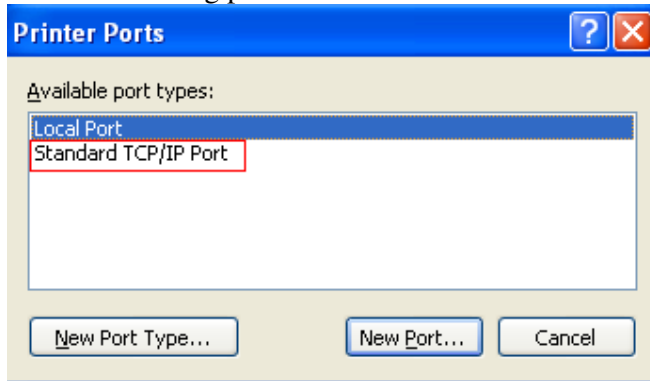 Printer Ports
Available port types:
Local Port
Standard TCP/IP Port
New Port Type...
New Port...
Cancel